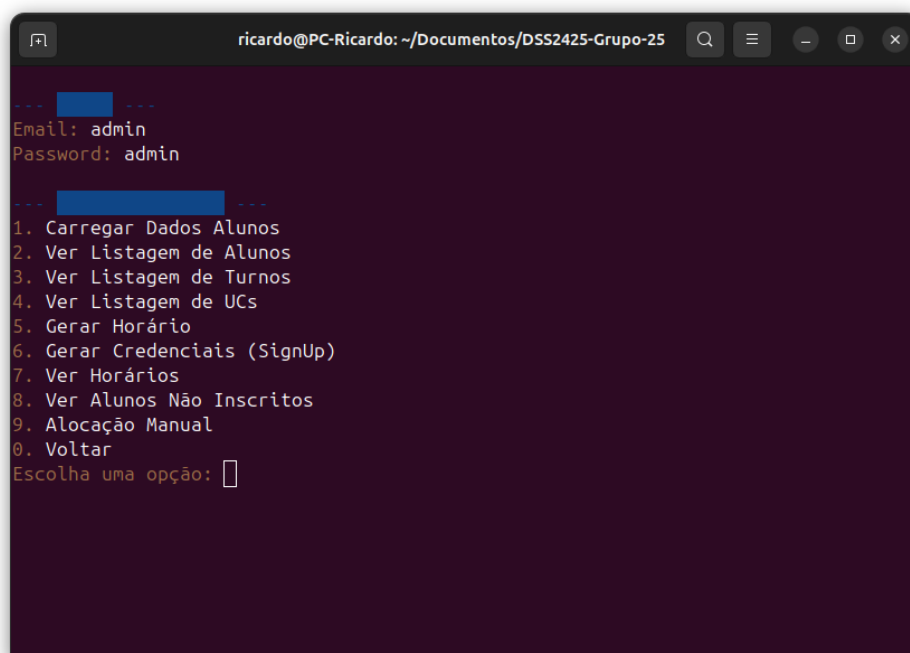 ricardo@PC-Ricardo: ~/Documentos/DSS2425-Grupo-25
--- ---
Email: admin
Password: admin
--- ---
1. Carregar Dados Alunos
2. Ver Listagem de Alunos
3. Ver Listagem de Turnos
4. Ver Listagem de UCs
5. Gerar Horário
6. Gerar Credenciais (SignUp)
7. Ver Horários
8. Ver Alunos Não Inscritos
9. Alocação Manual
0. Voltar
Escolha uma opção: